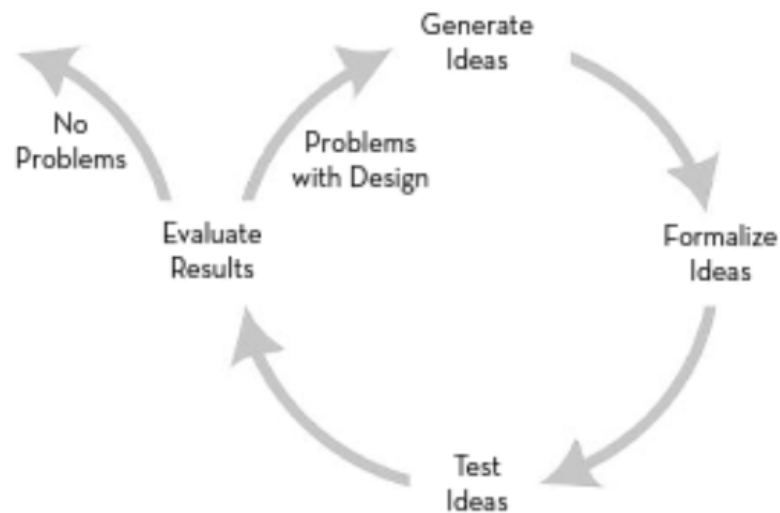 Generate
Ideas
No
Problems
Problems
with Design
Evaluate
Results
Formalize
Ideas
Test
Ideas